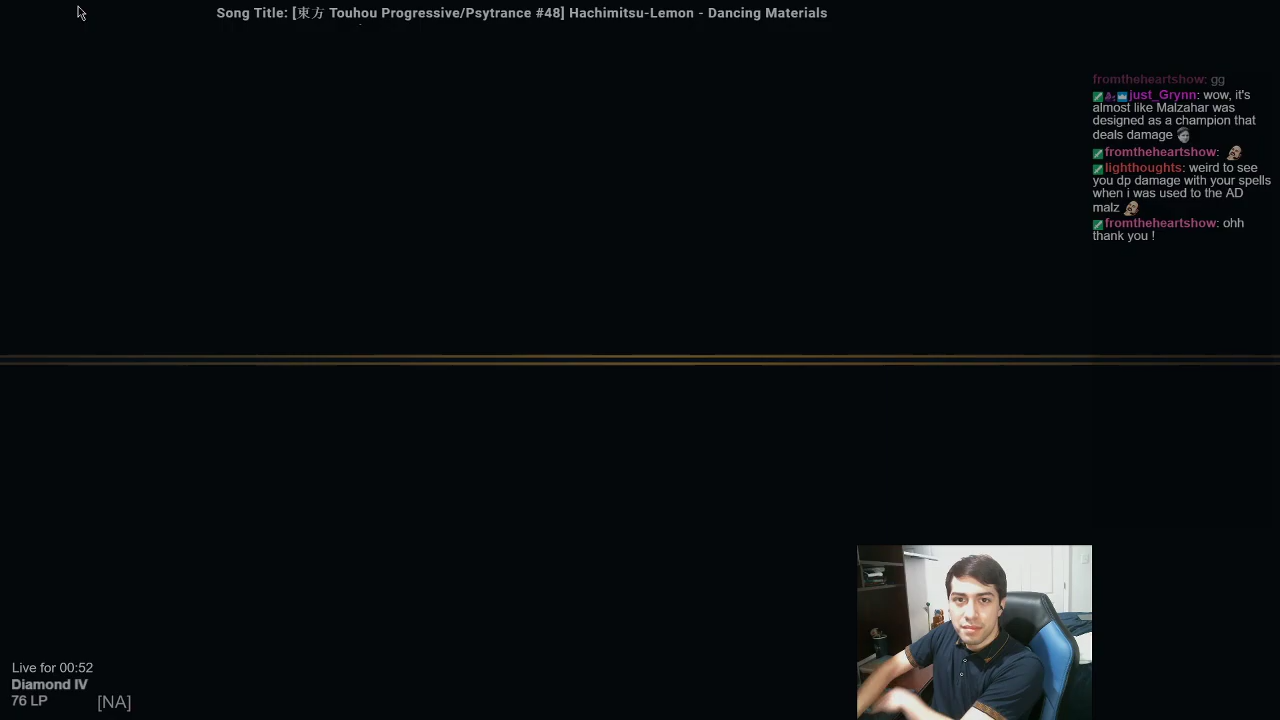 Song Title: [東方 Touhou Progressive/Psytrance #48] Hachimitsu-Lemon - Dancing Materials
fromtheheartshow: gg
just_Grynn: wow, it's
almost like Malzahar was
designed as a champion that
deals damage
fromtheheartshow:
lighthoughts: weird to see
you dp damage with your spells
when i was used to the AD
malz
fromtheheartshow: ohh
thank you !
Live for 00:52
Diamond IV
76 LP
[NA]